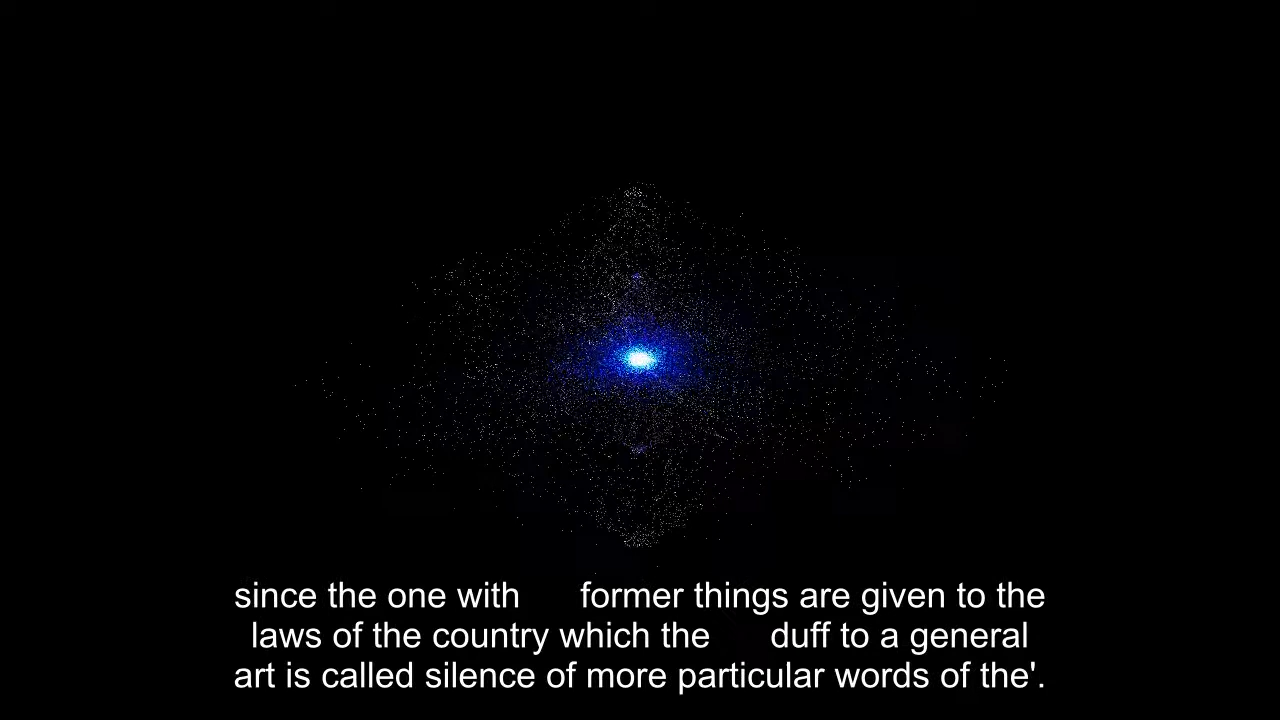 since the one with former things are given to the
laws of the country which the duff to a general
art is called silence of more particular words of the'.